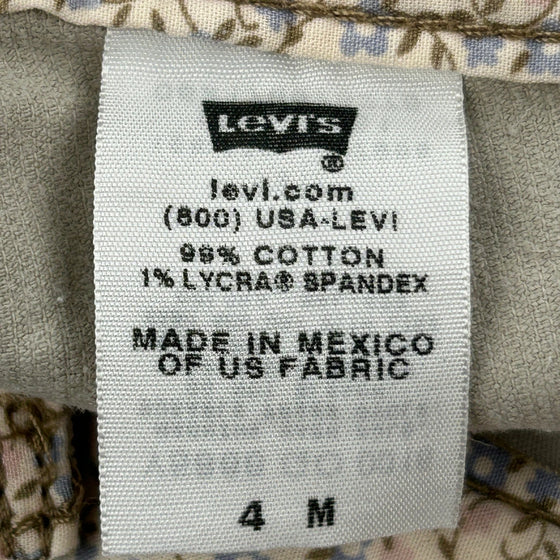 Levi's
®
levi.com
(800) USA-LEVI
99% COTTON
1% LYCRA® SPANDEX
MADE IN MEXICO
OF US FABRIC
4 M